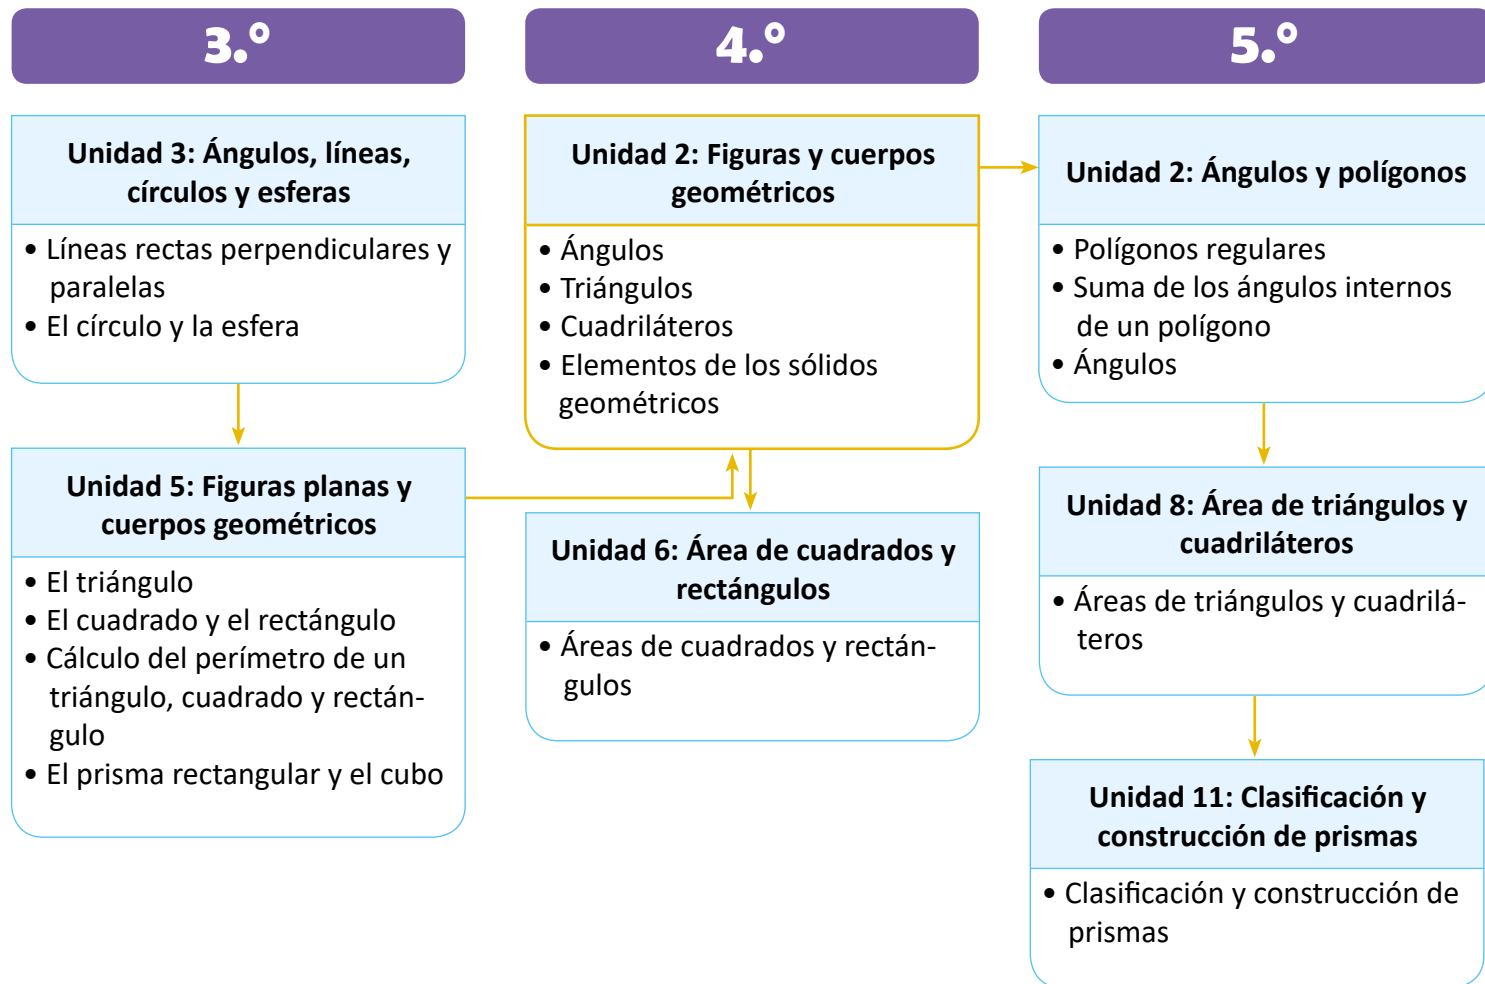 3.º
Unidad 3: Ángulos, líneas,
círculos y esferas
• Líneas rectas perpendiculares y
paralelas
• El círculo y la esfera
Unidad 5: Figuras planas y
cuerpos geométricos
• El triángulo
• El cuadrado y el rectángulo
• Cálculo del perímetro de un
triángulo, cuadrado y rectán-
gulo
• El prisma rectangular y el cubo
4.º
Unidad 2: Figuras y cuerpos
geométricos
• Ángulos
• Triángulos
• Cuadriláteros
• Elementos de los sólidos
geométricos
Unidad 6: Área de cuadrados y
rectángulos
• Áreas de cuadrados y rectán-
gulos
5.º
Unidad 2: Ángulos y polígonos
• Polígonos regulares
• Suma de los ángulos internos
de un polígono
• Ángulos
Unidad 8: Área de triángulos y
cuadriláteros
• Áreas de triángulos y cuadrilá-
teros
Unidad 11: Clasificación y
construcción de prismas
• Clasificación y construcción de
prismas